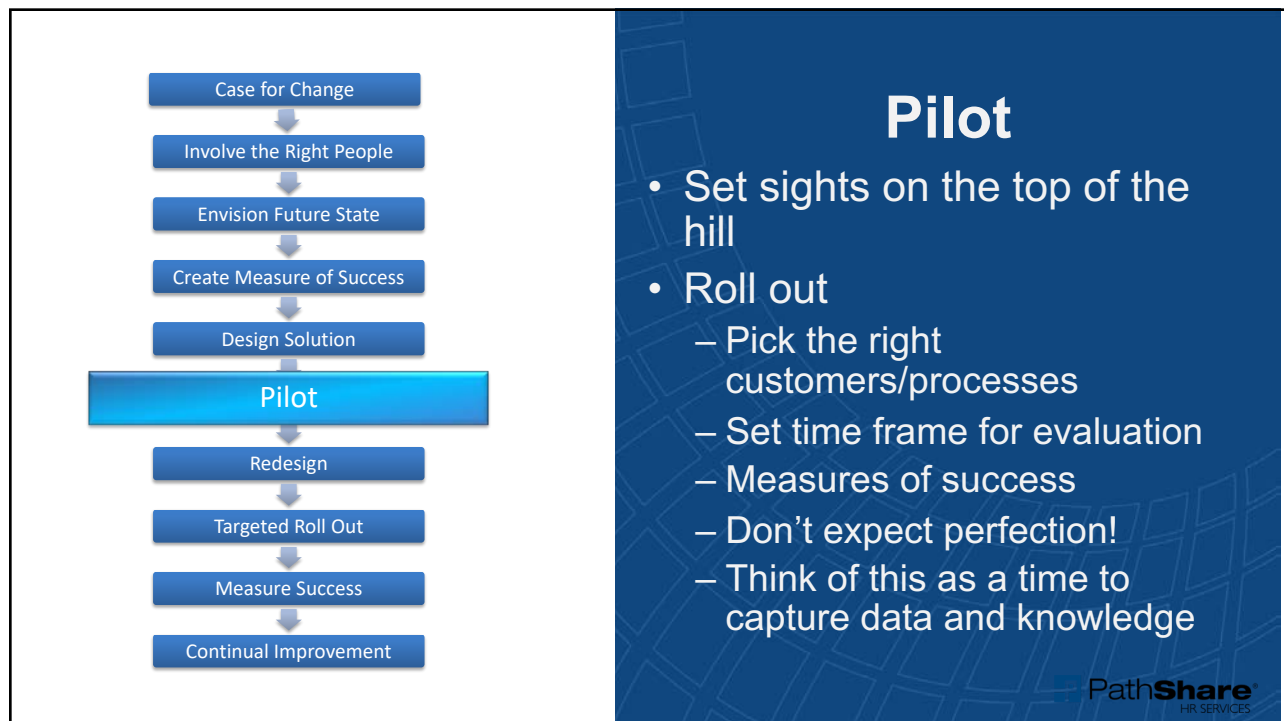 Case for Change
Involve the Right People
Envision Future State
Create Measure of Success
Design Solution
Pilot
Redesign
Targeted Roll Out
Measure Success
Continual Improvement
Pilot
• Set sights on the top of the
hill
• Roll out
– Pick the right
customers/processes
– Set time frame for evaluation
– Measures of success
– Don’t expect perfection!
– Think of this as a time to
capture data and knowledge
PathShare®
HR SERVICES